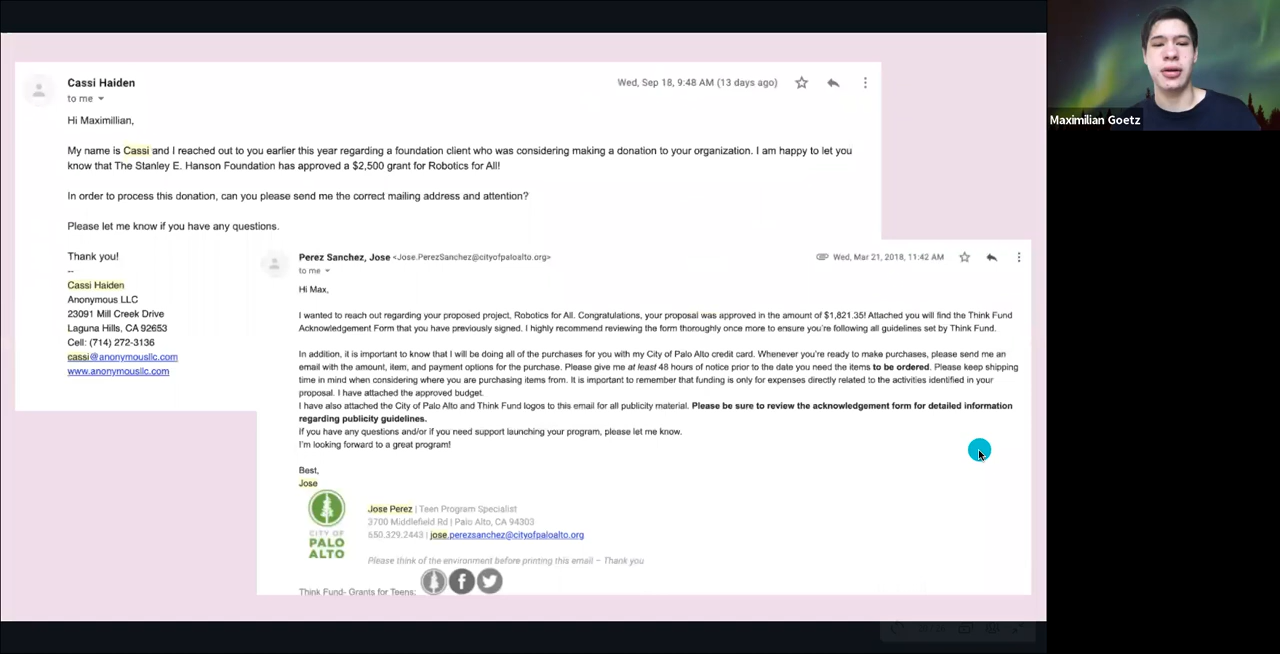 Cassi Haiden
Wed, Sep 18, 9:48 AM (13 days ago)
to me
Hi Maximillian,
My name is Cassi and I reached out to you earlier this year regarding a foundation client who was considering making a donation to your organization. I am happy to let you
know that The Stanley E. Hanson Foundation has approved a $2,500 grant for Robotics for All!
In order to process this donation, can you please send me the correct mailing address and attention?
Please let me know if you have any questions.
Thank you!
--
Cassi Haiden
Anonymous LLC
23091 Mill Creek Drive
Laguna Hills, CA 92653
Cell: (714) 272-3136
cassi@anonymousllc.com
www.anonymousllc.com
Perez Sanchez, Jose <Jose.PerezSanchez@cityofpaloalto.org>
Wed, Mar 21, 2018, 11:42 AM
to me
Hi Max,
I wanted to reach out regarding your proposed project, Robotics for All. Congratulations, your proposal was approved in the amount of $1,821.35! Attached you will find the Think Fund
Acknowledgement Form that you have previously signed. I highly recommend reviewing the form thoroughly once more to ensure you're following all guidelines set by Think Fund.
In addition, it is important to know that I will be doing all of the purchases for you with my City of Palo Alto credit card. Whenever you're ready to make purchases, please send me an
email with the amount, item, and payment options for the purchase. Please give me at least 48 hours of notice prior to the date you need the items to be ordered. Please keep shipping
time in mind when considering where you are purchasing items from. It is important to remember that funding is only for expenses directly related to the activities identified in your
proposal. I have attached the approved budget.
I have also attached the City of Palo Alto and Think Fund logos to this email for all publicity material. Please be sure to review the acknowledgement form for detailed information
regarding publicity guidelines.
If you have any questions and/or if you need support launching your program, please let me know.
I'm looking forward to a great program!
Best,
Jose
CITY OF
PALO
ALTO
Jose Perez | Teen Program Specialist
3700 Middlefield Rd | Palo Alto, CA 94303
650.329.2443 | jose.perezsanchez@cityofpaloalto.org
Please think of the environment before printing this email – Thank you
Think Fund- Grants for Teens:
Maximilian Goetz